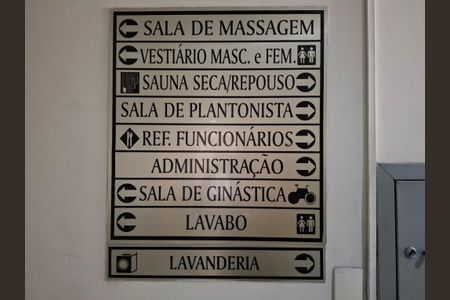 SALA DE MASSAGEM
VESTIÁRIO MASC. e FEM.
SAUNA SECA/REPOUSO
SALA DE PLANTONISTA
REF. FUNCIONÁRIOS
ADMINISTRAÇÃO
SALA DE GINÁSTICA
LAVABO
LAVANDERIA